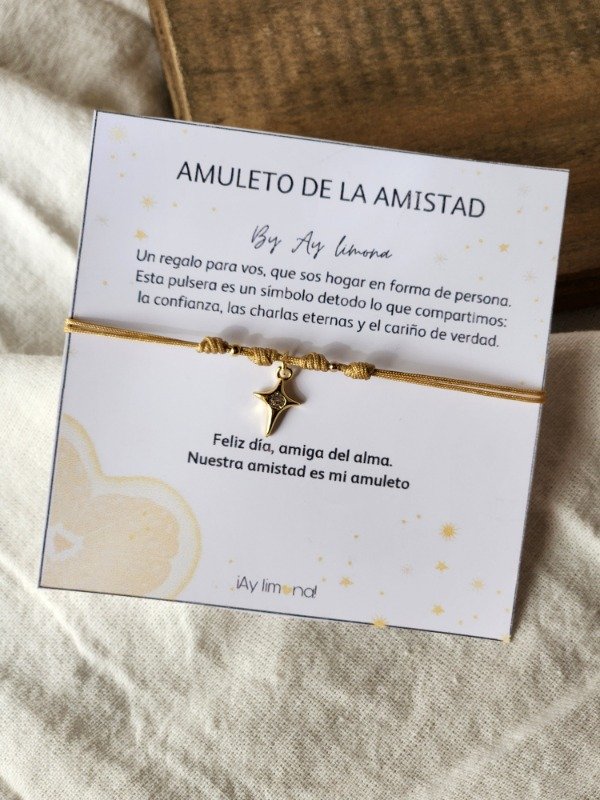 AMULETO DE LA AMISTAD
By Ay limona
Un regalo para vos, que sos hogar en forma de persona.
Esta pulsera es un símbolo detodo lo que compartimos:
la confianza, las charlas eternas y el cariño de verdad.
Feliz día, amiga del alma.
Nuestra amistad es mi amuleto
¡Ay limona!